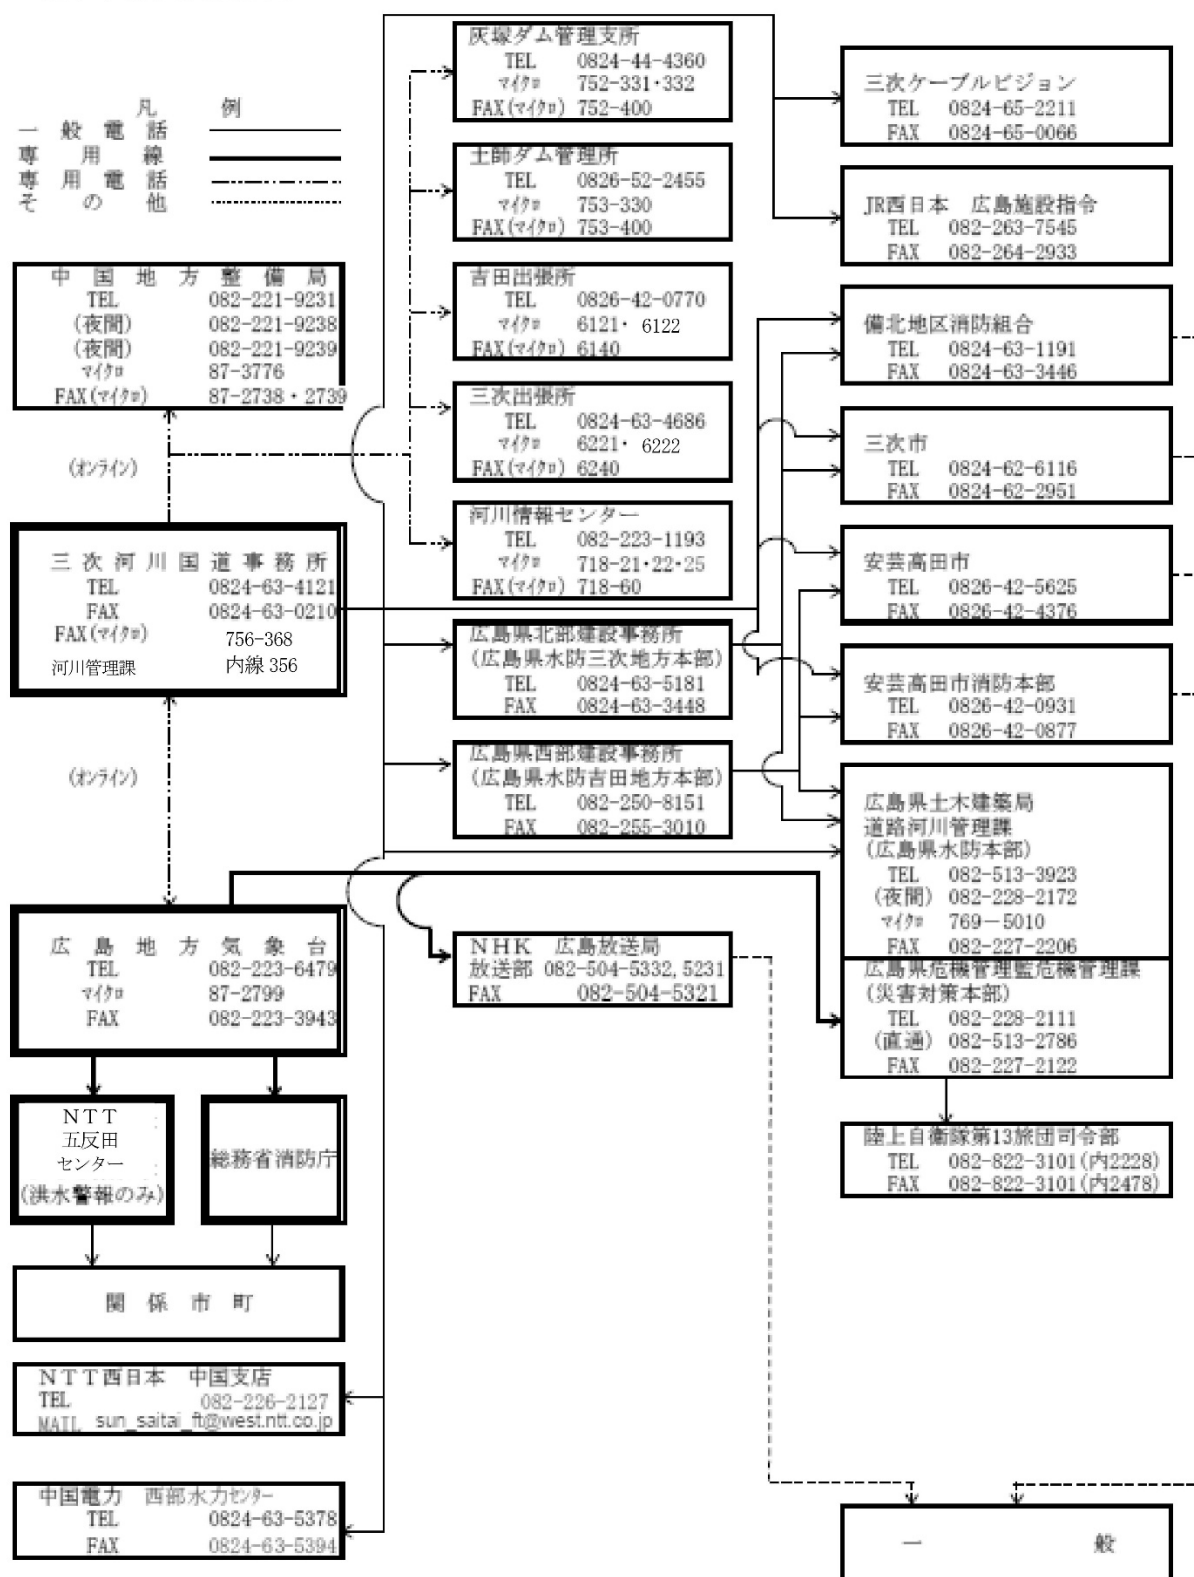 凡　例
一般電話
専用線
専用電話
その他
中国地方整備局
TEL 082-221-9231
(夜間) 082-221-9238
(夜間) 082-221-9239
マイクロ 87-3776
FAX(マイクロ) 87-2738・2739
(オンライン)
三次河川国道事務所
TEL 0824-63-4121
FAX 0824-63-0210
FAX(マイクロ) 756-368
河川管理課 内線 356
(オンライン)
広島地方気象台
TEL 082-223-6479
マイクロ 87-2799
FAX 082-223-3943
ＮＴＴ
五反田
センター
(洪水警報のみ)
総務省消防庁
関係市町
ＮＴＴ西日本　中国支店
TEL 082-226-2127
MAIL sun_saitai_ft@west.ntt.co.jp
中国電力　西部水力センター
TEL 0824-63-5378
FAX 0824-63-5394
灰塚ダム管理支所
TEL 0824-44-4360
マイクロ 752-331・332
FAX(マイクロ) 752-400
土師ダム管理所
TEL 0826-52-2455
マイクロ 753-330
FAX(マイクロ) 753-400
吉田出張所
TEL 0826-42-0770
マイクロ 6121・6122
FAX(マイクロ) 6140
三次出張所
TEL 0824-63-4686
マイクロ 6221・6222
FAX(マイクロ) 6240
河川情報センター
TEL 082-223-1193
マイクロ 718-21・22・25
FAX(マイクロ) 718-60
広島県北部建設事務所
(広島県水防三次地方本部)
TEL 0824-63-5181
FAX 0824-63-3448
広島県西部建設事務所
(広島県水防吉田地方本部)
TEL 082-250-8151
FAX 082-255-3010
ＮＨＫ　広島放送局
放送部 082-504-5332,5231
FAX 082-504-5321
三次ケーブルビジョン
TEL 0824-65-2211
FAX 0824-65-0066
JR西日本　広島施設指令
TEL 082-263-7545
FAX 082-264-2933
備北地区消防組合
TEL 0824-63-1191
FAX 0824-63-3446
三次市
TEL 0824-62-6116
FAX 0824-62-2951
安芸高田市
TEL 0826-42-5625
FAX 0826-42-4376
安芸高田市消防本部
TEL 0826-42-0931
FAX 0826-42-0877
広島県土木建築局
道路河川管理課
(広島県水防本部)
TEL 082-513-3923
(夜間) 082-228-2172
マイクロ 769－5010
FAX 082-227-2206
広島県危機管理監危機管理課
(災害対策本部)
TEL 082-228-2111
(直通) 082-513-2786
FAX 082-227-2122
陸上自衛隊第13旅団司令部
TEL 082-822-3101(内2228)
FAX 082-822-3101(内2478)
一般